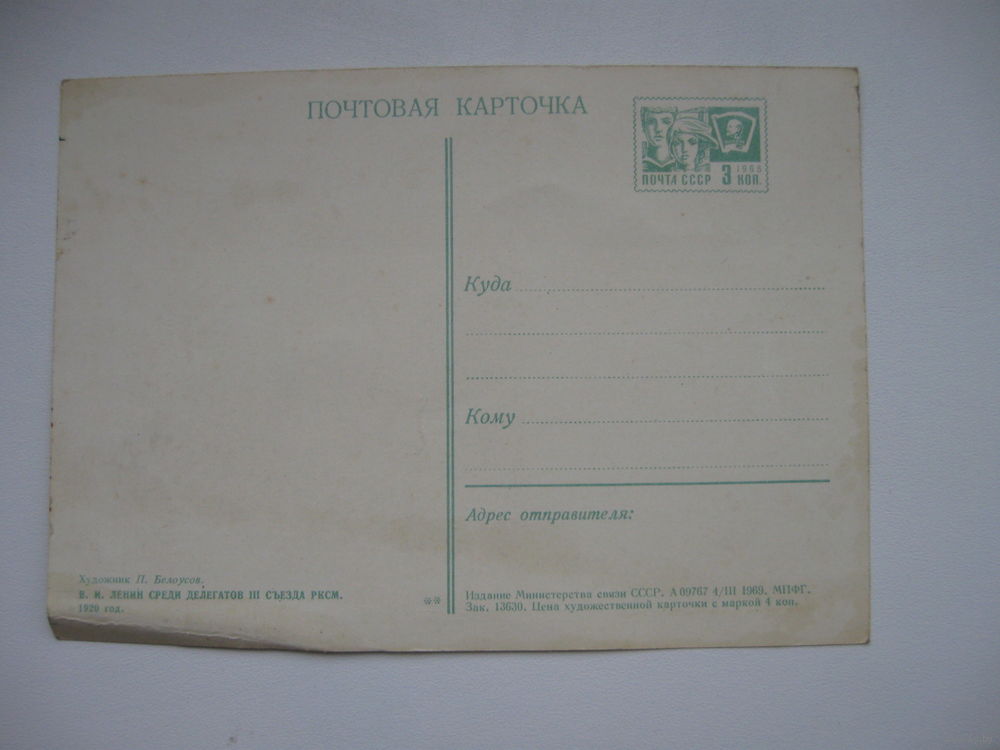 ПОЧТОВАЯ КАРТОЧКА
1968
ПОЧТА СССР 3 КОП.
Куда
Кому
Адрес отправителя:
Художник П. Белоусов.
В. И. ЛЕНИН СРЕДИ ДЕЛЕГАТОВ III СЪЕЗДА РКСМ.
1920 год.
**
Издание Министерства связи СССР. А 09767 4/III 1969. МПФГ.
Зак. 13630. Цена художественной карточки с маркой 4 коп.